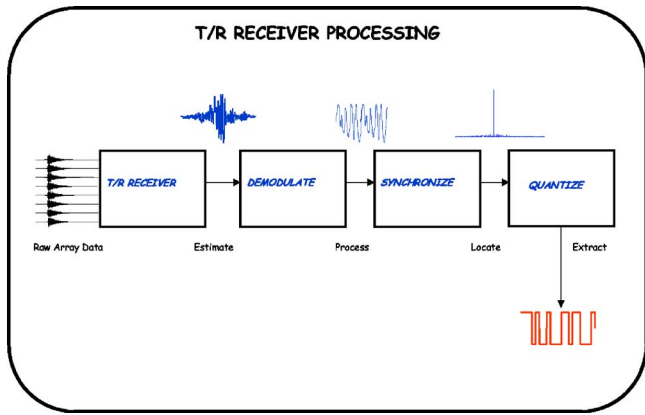 T/R RECEIVER PROCESSING
T/R RECEIVER
DEMODULATE
SYNCHRONIZE
QUANTIZE
Raw Array Data
Estimate
Process
Locate
Extract